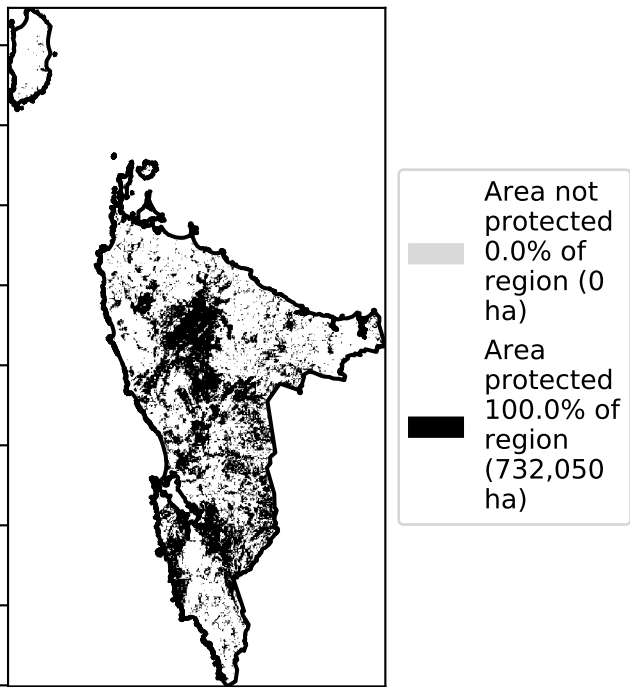 Area not
protected
0.0% of
region (0
ha)
Area
protected
100.0% of
region
(732,050
ha)